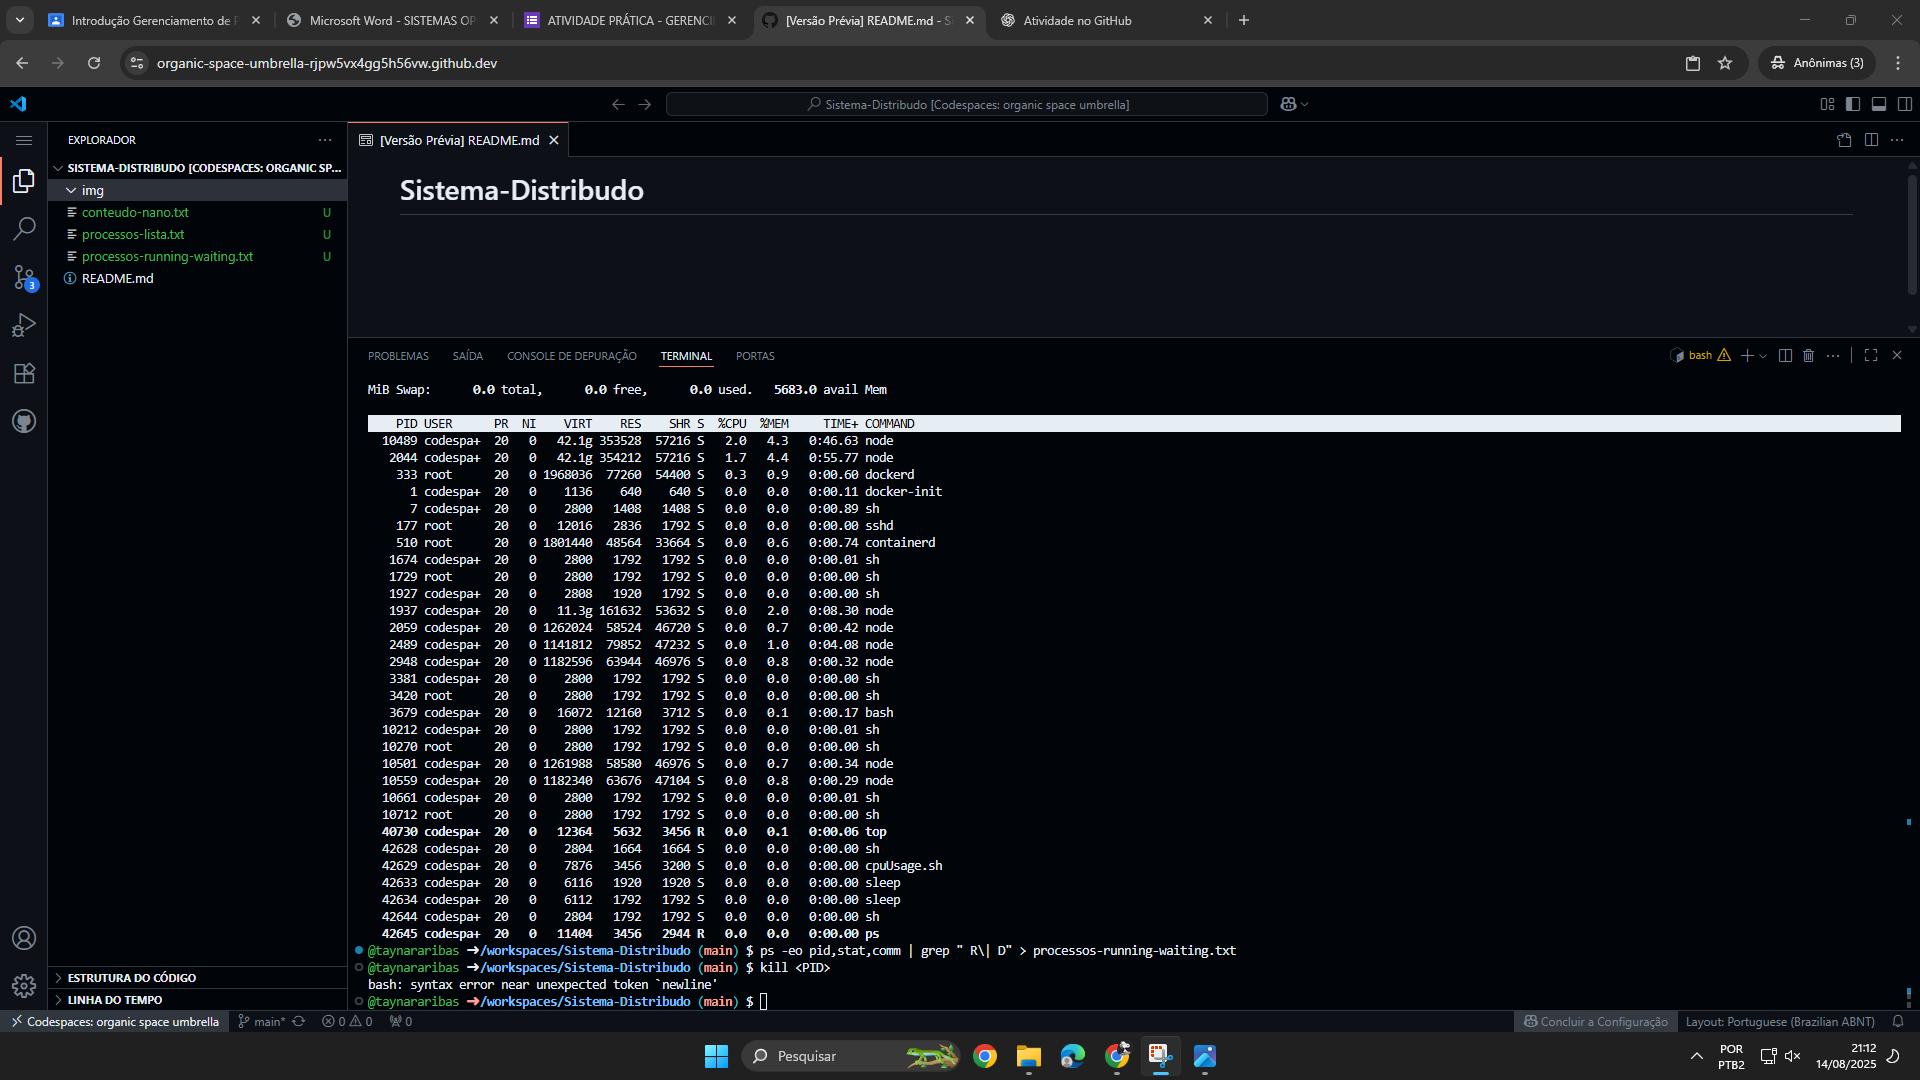 Introdução Gerenciamento de P
Microsoft Word - SISTEMAS OP
ATIVIDADE PRÁTICA - GERENCI
[Versão Prévia] README.md - S
Atividade no GitHub
organic-space-umbrella-rjpw5vx4gg5h56vw.github.dev
Anônimas (3)
Sistema-Distribudo [Codespaces: organic space umbrella]
EXPLORADOR
SISTEMA-DISTRIBUDO [CODESPACES: ORGANIC SP...
img
conteudo-nano.txt U
processos-lista.txt U
processos-running-waiting.txt U
README.md
3
ESTRUTURA DO CÓDIGO
LINHA DO TEMPO
[Versão Prévia] README.md
Sistema-Distribudo
PROBLEMAS SAÍDA CONSOLE DE DEPURAÇÃO TERMINAL PORTAS
bash
MiB Swap: 0.0 total, 0.0 free, 0.0 used. 5683.0 avail Mem
PID USER PR NI VIRT RES SHR S %CPU %MEM TIME+ COMMAND
10489 codespa+ 20 0 42.1g 353528 57216 S 2.0 4.3 0:46.63 node
2044 codespa+ 20 0 42.1g 354212 57216 S 1.7 4.4 0:55.77 node
333 root 20 0 1968036 77260 54400 S 0.3 0.9 0:00.60 dockerd
1 codespa+ 20 0 1136 640 640 S 0.0 0.0 0:00.11 docker-init
7 codespa+ 20 0 2800 1408 1408 S 0.0 0.0 0:00.89 sh
177 root 20 0 12016 2836 1792 S 0.0 0.0 0:00.00 sshd
510 root 20 0 1801440 48564 33664 S 0.0 0.6 0:00.74 containerd
1674 codespa+ 20 0 2800 1792 1792 S 0.0 0.0 0:00.01 sh
1729 root 20 0 2800 1792 1792 S 0.0 0.0 0:00.00 sh
1927 codespa+ 20 0 2808 1920 1792 S 0.0 0.0 0:00.00 sh
1937 codespa+ 20 0 11.3g 161632 53632 S 0.0 2.0 0:08.30 node
2059 codespa+ 20 0 1262024 58524 46720 S 0.0 0.7 0:00.42 node
2489 codespa+ 20 0 1141812 79852 47232 S 0.0 1.0 0:04.08 node
2948 codespa+ 20 0 1182596 63944 46976 S 0.0 0.8 0:00.32 node
3381 codespa+ 20 0 2800 1792 1792 S 0.0 0.0 0:00.00 sh
3420 root 20 0 2800 1792 1792 S 0.0 0.0 0:00.00 sh
3679 codespa+ 20 0 16072 12160 3712 S 0.0 0.1 0:00.17 bash
10212 codespa+ 20 0 2800 1792 1792 S 0.0 0.0 0:00.01 sh
10270 root 20 0 2800 1792 1792 S 0.0 0.0 0:00.00 sh
10501 codespa+ 20 0 1261988 58580 46976 S 0.0 0.7 0:00.34 node
10559 codespa+ 20 0 1182340 63676 47104 S 0.0 0.8 0:00.29 node
10661 codespa+ 20 0 2800 1792 1792 S 0.0 0.0 0:00.01 sh
10712 root 20 0 2800 1792 1792 S 0.0 0.0 0:00.00 sh
40730 codespa+ 20 0 12364 5632 3456 R 0.0 0.1 0:00.06 top
42628 codespa+ 20 0 2804 1664 1664 S 0.0 0.0 0:00.00 sh
42629 codespa+ 20 0 7876 3456 3200 S 0.0 0.0 0:00.00 cpuUsage.sh
42633 codespa+ 20 0 6116 1920 1920 S 0.0 0.0 0:00.00 sleep
42634 codespa+ 20 0 6112 1792 1792 S 0.0 0.0 0:00.00 sleep
42644 codespa+ 20 0 2804 1792 1792 S 0.0 0.0 0:00.00 sh
42645 codespa+ 20 0 11404 3456 2944 R 0.0 0.0 0:00.00 ps
@taynararibas ➜/workspaces/Sistema-Distribudo (main) $ ps -eo pid,stat,comm | grep " R\| D" > processos-running-waiting.txt
@taynararibas ➜/workspaces/Sistema-Distribudo (main) $ kill <PID>
bash: syntax error near unexpected token `newline'
@taynararibas ➜/workspaces/Sistema-Distribudo (main) $
Codespaces: organic space umbrella main* 0 0 0 Concluir a Configuração Layout: Portuguese (Brazilian ABNT)
Pesquisar
POR
PTB2
21:12
14/08/2025